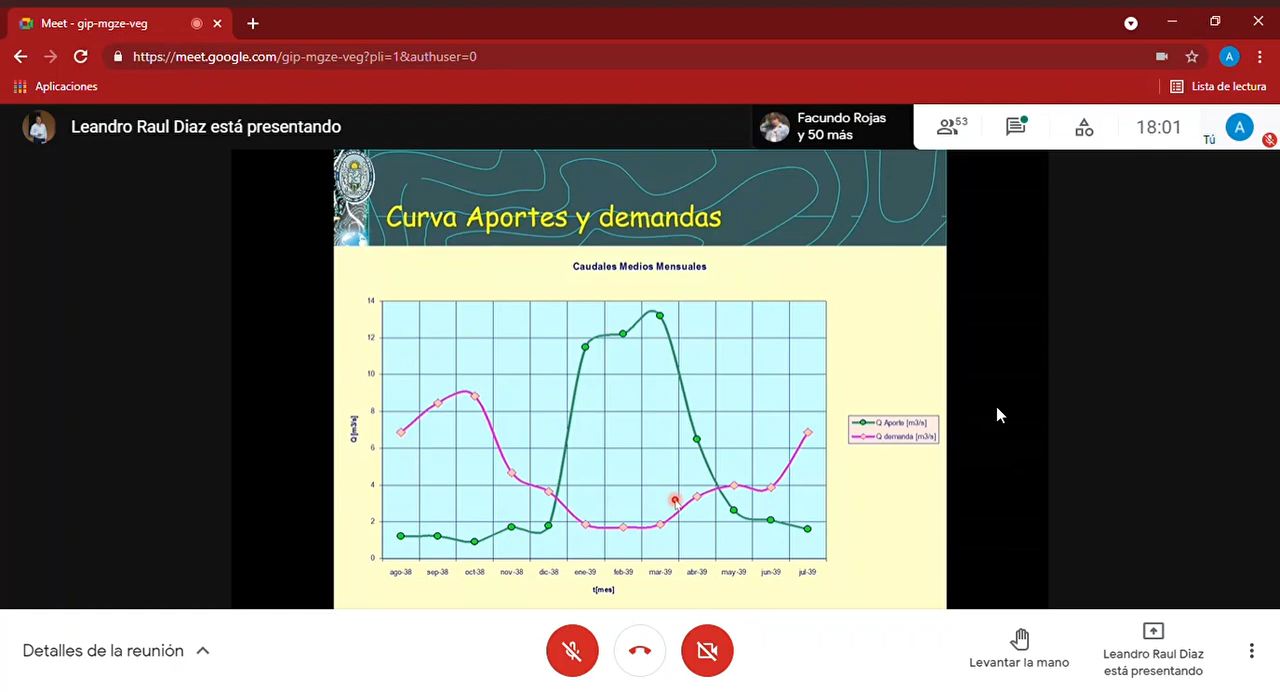 Meet - gip-mgze-veg
https://meet.google.com/gip-mgze-veg?pli=1&authuser=0
A
Aplicaciones
Lista de lectura
Leandro Raul Diaz está presentando
Facundo Rojas
y 50 más
53
18:01
Tú
A
Curva Aportes y demandas
Caudales Medios Mensuales
14
12
10
8
6
4
2
0
Q [m3/s]
Q Aporte [m3/s]
Q demanda [m3/s]
ago-38 sep-38 oct-38 nov-38 dic-38 ene-39 feb-39 mar-39 abr-39 may-39 jun-39 jul-39
t[mes]
Detalles de la reunión
Levantar la mano
Leandro Raul Diaz
está presentando